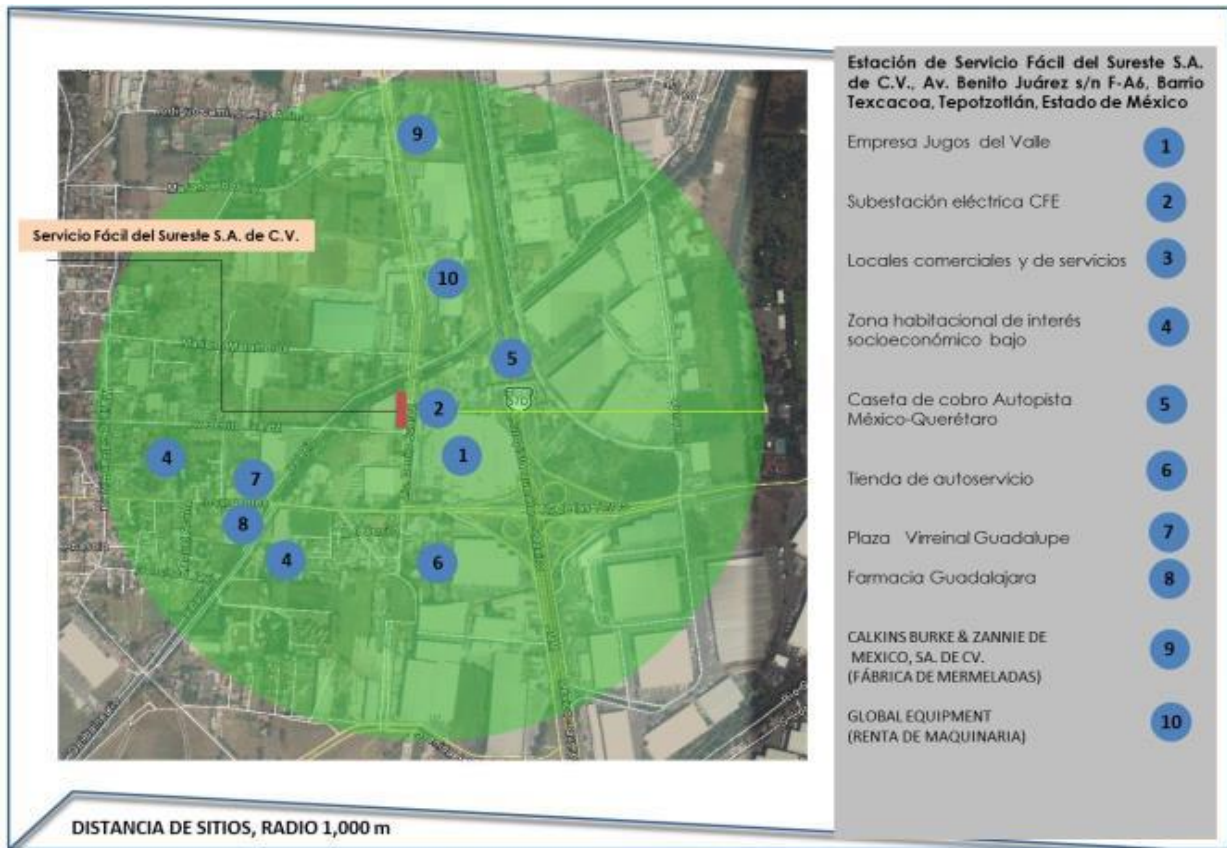 Estación de Servicio Fácil del Sureste S.A.
de C.V., Av. Benito Juárez s/n F-A6, Barrio
Texcacoa, Tepotzotlán, Estado de México
Empresa Jugos del Valle
1
Subestación eléctrica CFE
2
Locales comerciales y de servicios
3
Zona habitacional de interés
socioeconómico bajo
4
Caseta de cobro Autopista
México-Querétaro
5
Tienda de autoservicio
6
Plaza Virreinal Guadalupe
7
Farmacia Guadalajara
8
CALKINS BURKE & ZANNIE DE
MEXICO, SA. DE CV.
(FÁBRICA DE MERMELADAS)
9
GLOBAL EQUIPMENT
(RENTA DE MAQUINARIA)
10
Servicio Fácil del Sureste S.A. de C.V.
9
10
5
2
1
4
7
8
4
6
DISTANCIA DE SITIOS, RADIO 1,000 m